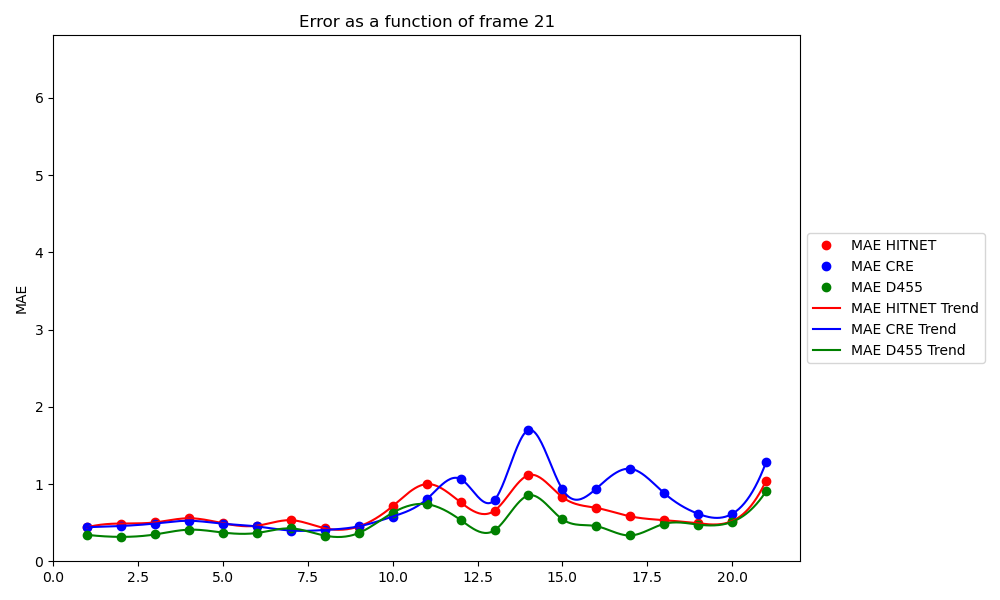 Error as a function of frame 21
MAE
6
5
4
3
2
1
0
0.0 2.5 5.0 7.5 10.0 12.5 15.0 17.5 20.0
MAE HITNET
MAE CRE
MAE D455
MAE HITNET Trend
MAE CRE Trend
MAE D455 Trend